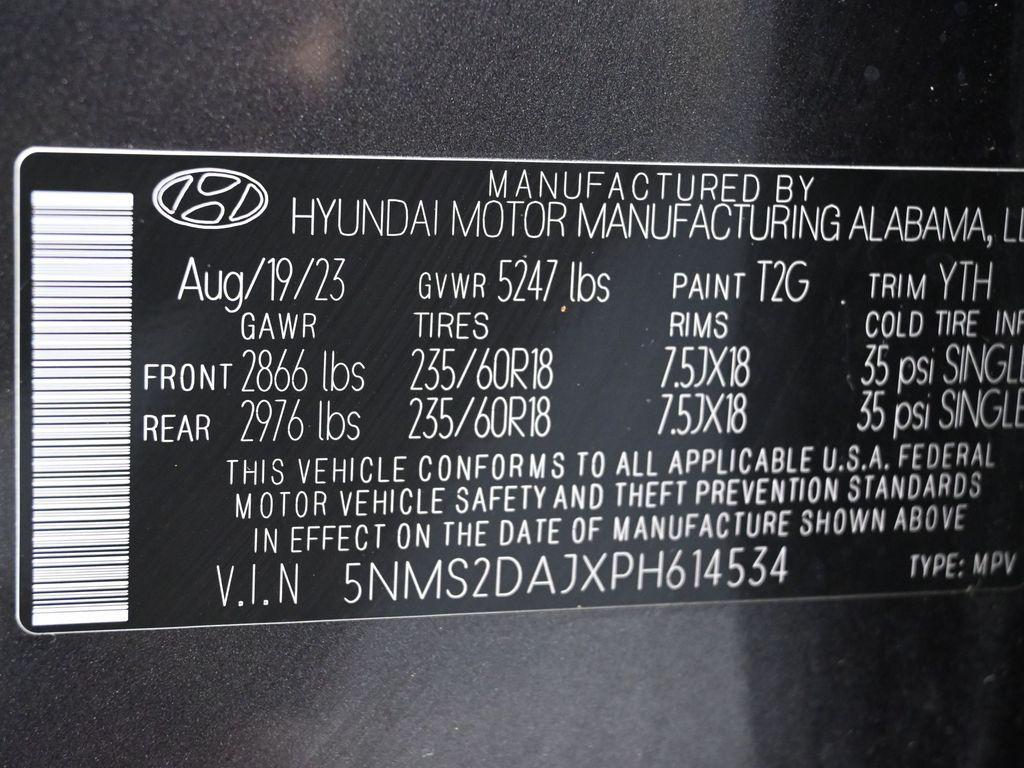 MANUFACTURED BY
HYUNDAI MOTOR MANUFACTURING ALABAMA,
Aug/19/23 GVWR 5247 lbs PAINT T2G TRIM YTH
GAWR TIRES RIMS COLD TIRE INF
FRONT 2866 lbs 235/60R18 7.5JX18 35 psi SINGLE
REAR 2976 lbs 235/60R18 7.5JX18 35 psi SINGLE
THIS VEHICLE CONFORMS TO ALL APPLICABLE U.S.A. FEDERAL
MOTOR VEHICLE SAFETY AND THEFT PREVENTION STANDARDS
IN EFFECT ON THE DATE OF MANUFACTURE SHOWN ABOVE
V.I.N 5NMS2DAJXPH614534 TYPE: MPV